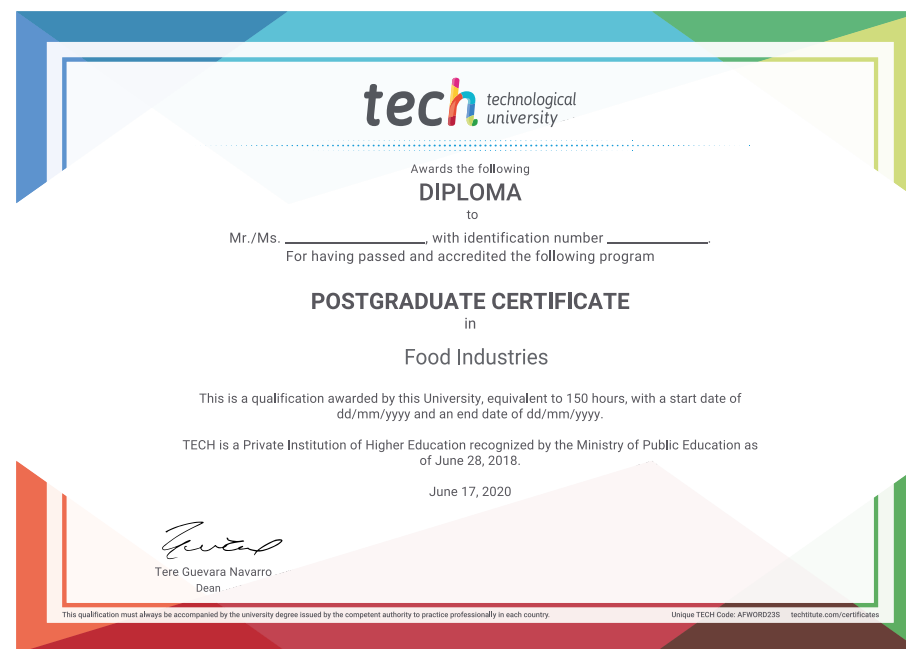 tech technological
university
Awards the following
DIPLOMA
to
Mr./Ms. ____________________, with identification number ______________.
For having passed and accredited the following program
POSTGRADUATE CERTIFICATE
in
Food Industries
This is a qualification awarded by this University, equivalent to 150 hours, with a start date of
dd/mm/yyyy and an end date of dd/mm/yyyy.
TECH is a Private Institution of Higher Education recognized by the Ministry of Public Education as
of June 28, 2018.
June 17, 2020
Tere Guevara Navarro
Dean
This qualification must always be accompanied by the university degree issued by the competent authority to practice professionally in each country. Unique TECH Code: AFWORD23S techtitute.com/certificates